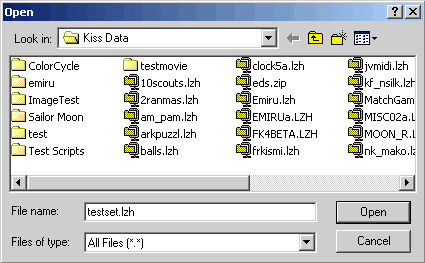 Open
Look in: Kiss Data
ColorCycle testmovie clock5a.lzh jvmidi.lzh
emiru 10scouts.lzh eds.zip kf_nsilk.lzh
ImageTest 2ranmas.lzh Emiru.lzh MatchGam
Sailor Moon am_pam.lzh EMIRUa.LZH MISC02a.L
test arkpuzzl.lzh FK4BETA.LZH MOON_R.L
Test Scripts balls.lzh frkismi.lzh nk_mako.lz
File name: testset.lzh Open
Files of type: All Files (*.*) Cancel